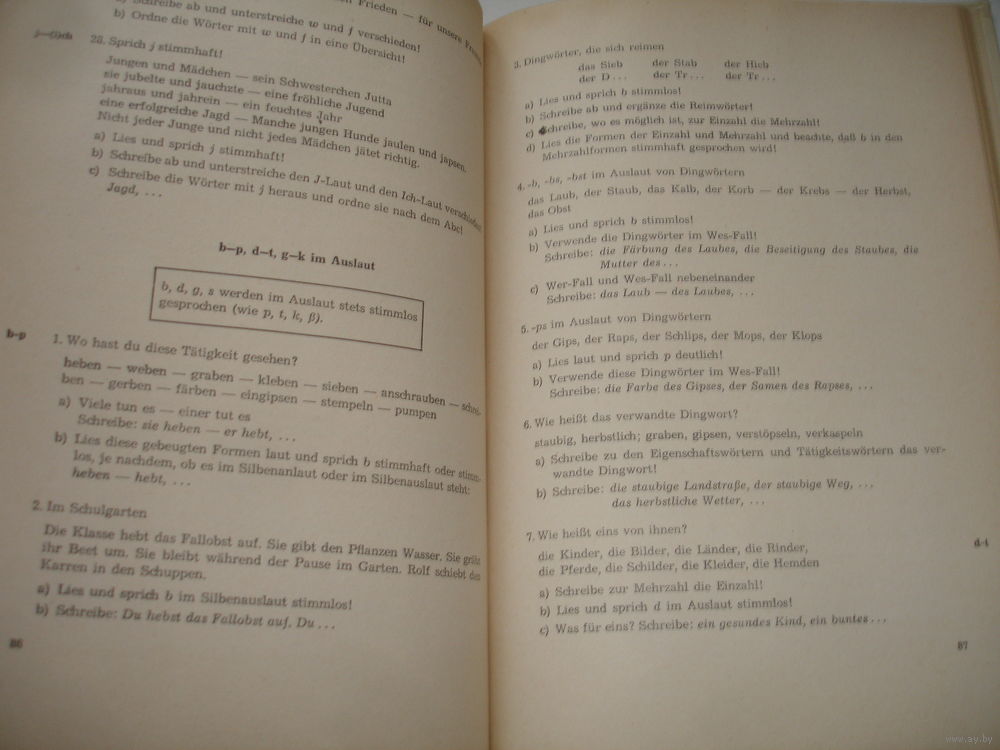 Frieden — für unsere
a) Schreibe ab und unterstreiche w und f verschieden!
b) Ordne die Wörter mit w und f in eine Übersicht!
28. Sprich j stimmhaft!
Jungen und Mädchen — sein Schwesterchen Jutta
sie jubelte und jauchzte — eine fröhliche Jugend
jahraus und jahrein — ein feuchtes Jahr
eine erfolgreiche Jagd — Manche jungen Hunde jaulen und japsen.
Nicht jeder Junge und nicht jedes Mädchen jätet richtig.
a) Lies und sprich j stimmhaft!
b) Schreibe ab und unterstreiche den J-Laut und den Ich-Laut verschieden!
c) Schreibe die Wörter mit j heraus und ordne sie nach dem Abc!
Jagd, ...
b—p, d—t, g—k im Auslaut
b, d, g, s werden im Auslaut stets stimmlos
gesprochen (wie p, t, k, β).
b-p
1. Wo hast du diese Tätigkeit gesehen?
heben — weben — graben — kleben — sieben — anschrauben — schrei-
ben — gerben — färben — eingipsen — stempeln — pumpen
a) Viele tun es — einer tut es
Schreibe: sie heben — er hebt, ...
b) Lies diese gebeugten Formen laut und sprich b stimmhaft oder stimm-
los, je nachdem, ob es im Silbenanlaut oder im Silbenauslaut steht:
heben — hebt, ...
2. Im Schulgarten
Die Klasse hebt das Fallobst auf. Sie gibt den Pflanzen Wasser. Sie gräbt
ihr Beet um. Sie bleibt während der Pause im Garten. Rolf schiebt den
Karren in den Schuppen.
a) Lies und sprich b im Silbenauslaut stimmlos!
b) Schreibe: Du hebst das Fallobst auf. Du ...
86
3. Dingwörter, die sich reimen
das Sieb der Stab der Hieb
der D... der Tr... der Tr...
a) Lies und sprich b stimmlos!
b) Schreibe ab und ergänze die Reimwörter!
c) Schreibe, wo es möglich ist, zur Einzahl die Mehrzahl!
d) Lies die Formen der Einzahl und Mehrzahl und beachte, daß b in den
Mehrzahlformen stimmhaft gesprochen wird!
4. -b, -bs, -bst im Auslaut von Dingwörtern
das Laub, der Staub, das Kalb, der Korb — der Krebs — der Herbst,
das Obst
a) Lies und sprich b stimmlos!
b) Verwende die Dingwörter im Wes-Fall!
Schreibe: die Färbung des Laubes, die Beseitigung des Staubes, die
Mutter des ...
c) Wer-Fall und Wes-Fall nebeneinander
Schreibe: das Laub — des Laubes, ...
5. -ps im Auslaut von Dingwörtern
der Gips, der Raps, der Schlips, der Mops, der Klops
a) Lies laut und sprich p deutlich!
b) Verwende diese Dingwörter im Wes-Fall!
Schreibe: die Farbe des Gipses, der Samen des Rapses, ...
6. Wie heißt das verwandte Dingwort?
staubig, herbstlich; graben, gipsen, verstöpseln, verkaspeln
a) Schreibe zu den Eigenschaftswörtern und Tätigkeitswörtern das ver-
wandte Dingwort!
b) Schreibe: die staubige Landstraße, der staubige Weg, ...
das herbstliche Wetter, ...
7. Wie heißt eins von ihnen?
d-t
die Kinder, die Bilder, die Länder, die Rinder,
die Pferde, die Schilder, die Kleider, die Hemden
a) Schreibe zur Mehrzahl die Einzahl!
b) Lies und sprich d im Auslaut stimmlos!
c) Was für eins? Schreibe: ein gesundes Kind, ein buntes ...
87
www.ay.by